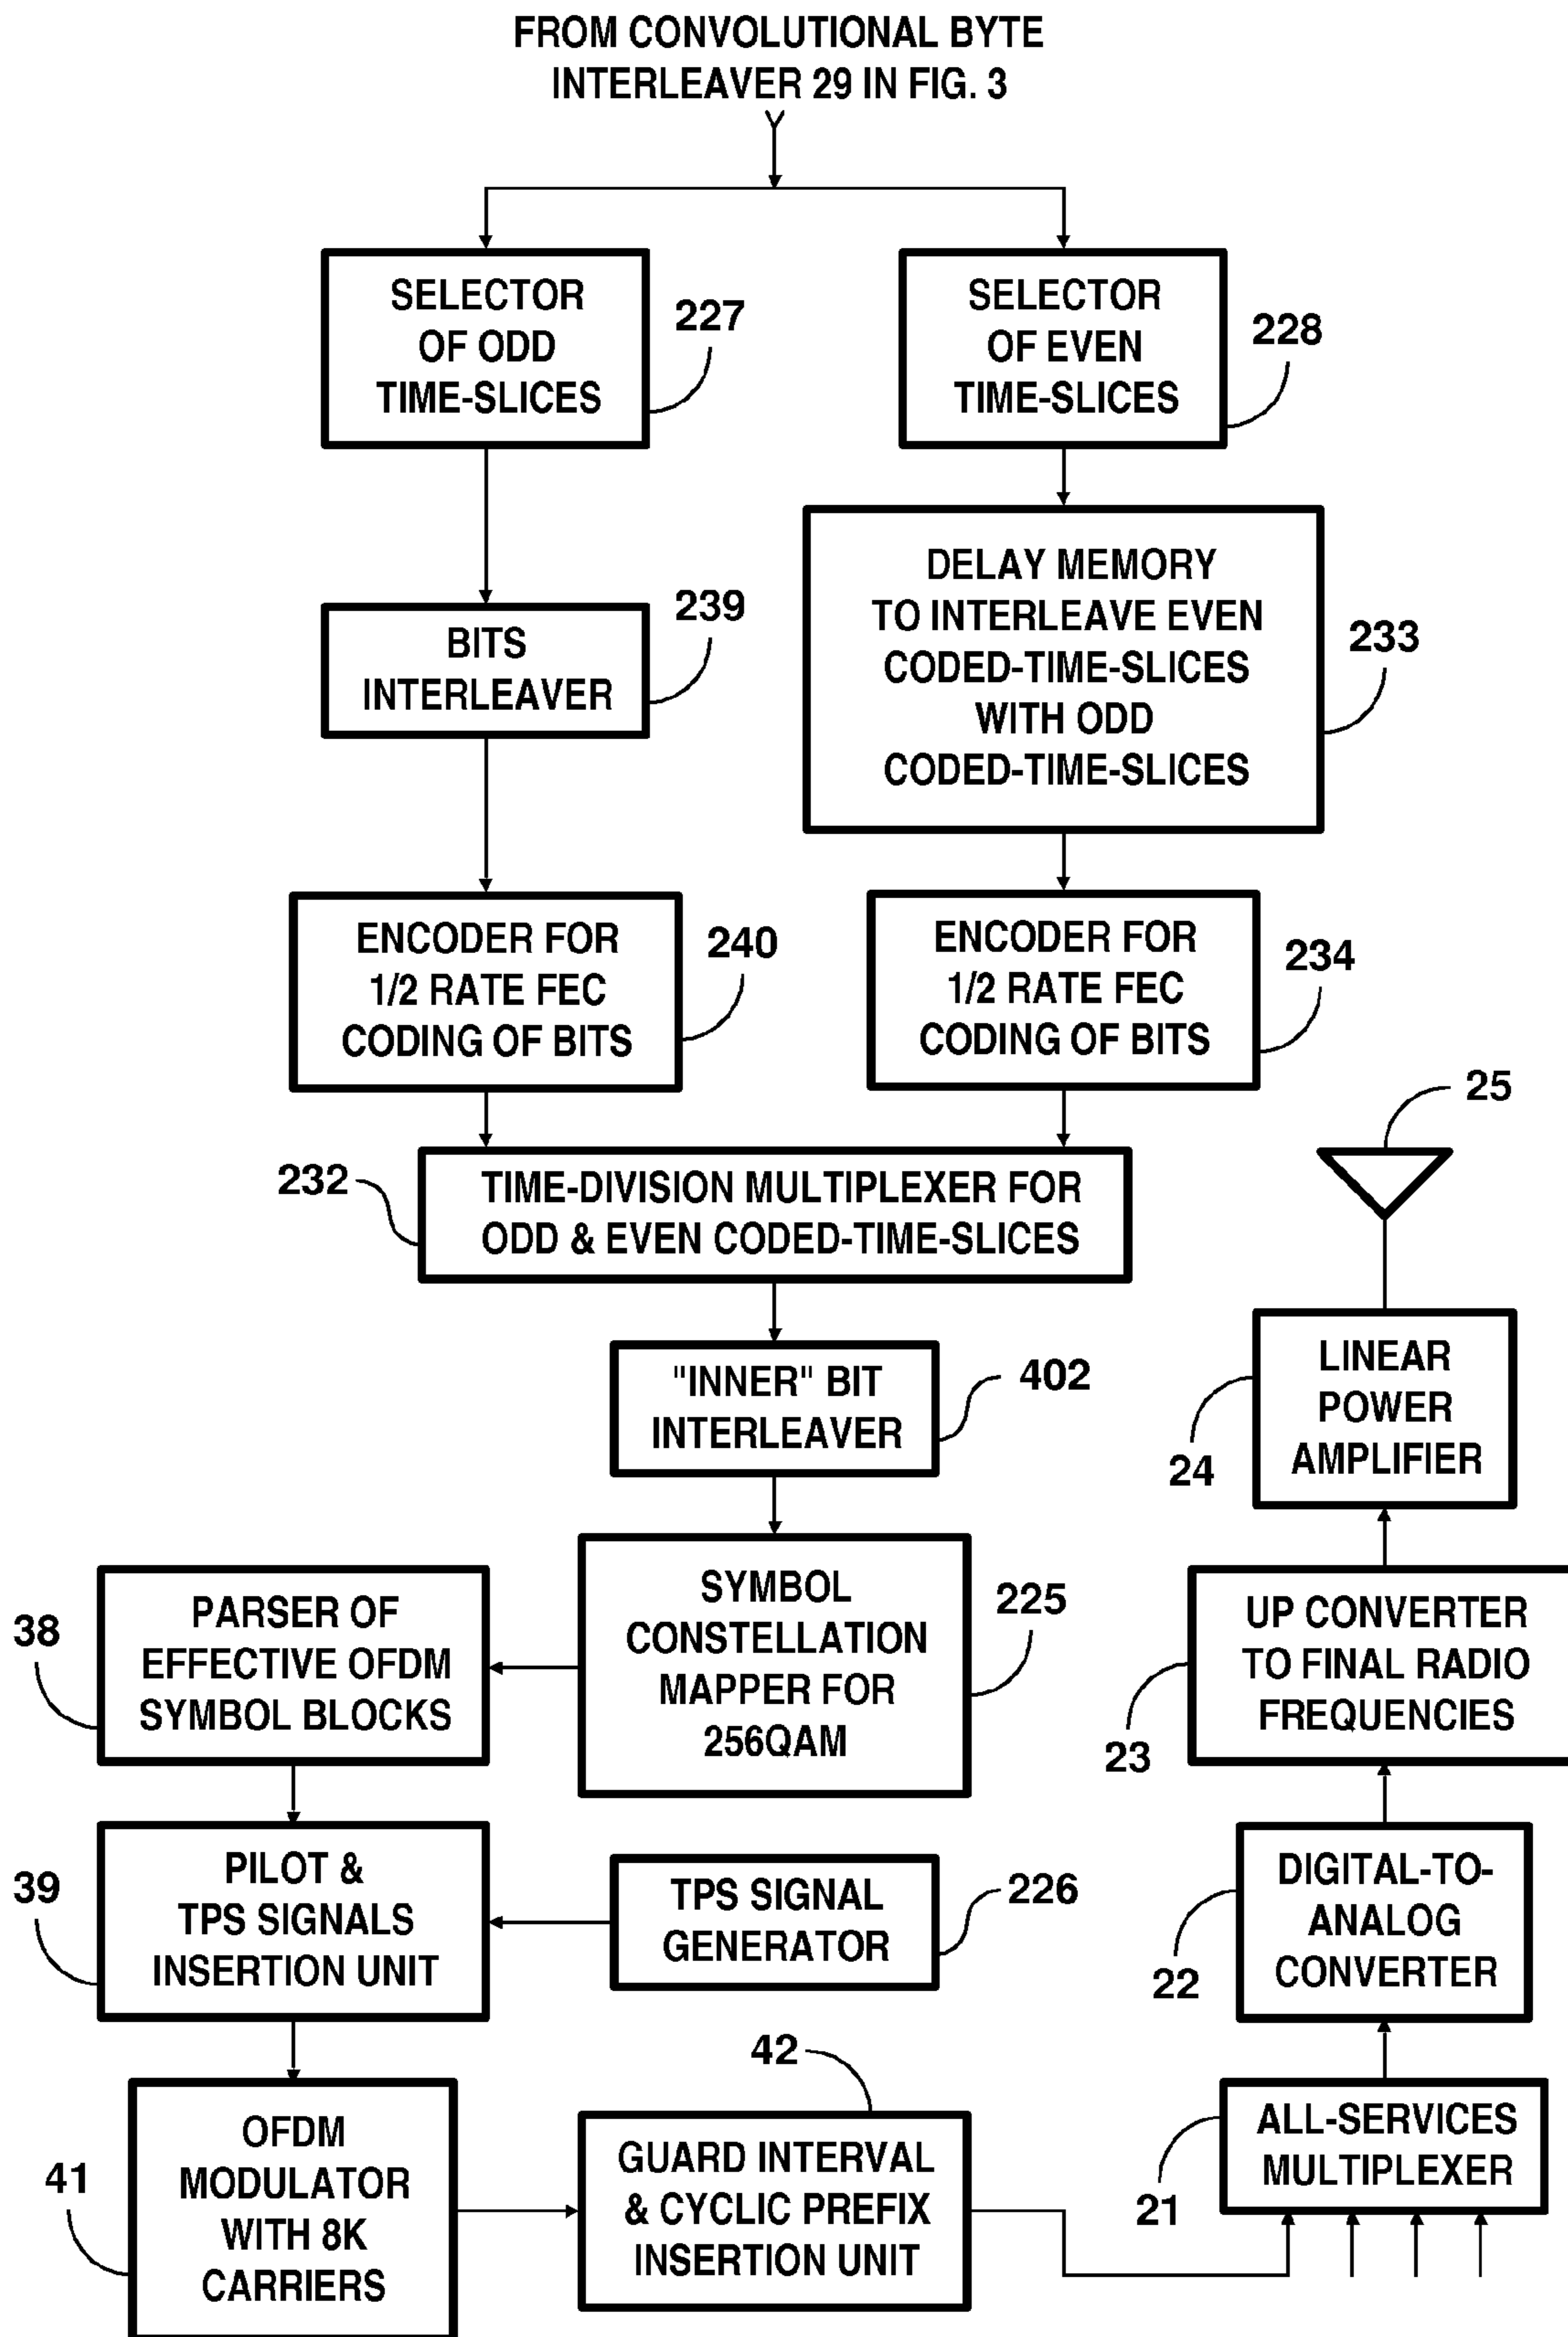 FROM CONVOLUTIONAL BYTE
INTERLEAVER 29 IN FIG. 3
SELECTOR
OF ODD
TIME-SLICES
227
SELECTOR
OF EVEN
TIME-SLICES
228
DELAY MEMORY
TO INTERLEAVE EVEN
CODED-TIME-SLICES
WITH ODD
CODED-TIME-SLICES
233
BITS
INTERLEAVER
239
ENCODER FOR
1/2 RATE FEC
CODING OF BITS
240
ENCODER FOR
1/2 RATE FEC
CODING OF BITS
234
25
232
TIME-DIVISION MULTIPLEXER FOR
ODD & EVEN CODED-TIME-SLICES
"INNER" BIT
INTERLEAVER
402
LINEAR
POWER
AMPLIFIER
24
SYMBOL
CONSTELLATION
MAPPER FOR
256QAM
225
38
PARSER OF
EFFECTIVE OFDM
SYMBOL BLOCKS
UP CONVERTER
TO FINAL RADIO
FREQUENCIES
23
39
PILOT &
TPS SIGNALS
INSERTION UNIT
TPS SIGNAL
GENERATOR
226
DIGITAL-TO-
ANALOG
CONVERTER
22
41
OFDM
MODULATOR
WITH 8K
CARRIERS
42
GUARD INTERVAL
& CYCLIC PREFIX
INSERTION UNIT
ALL-SERVICES
MULTIPLEXER
21